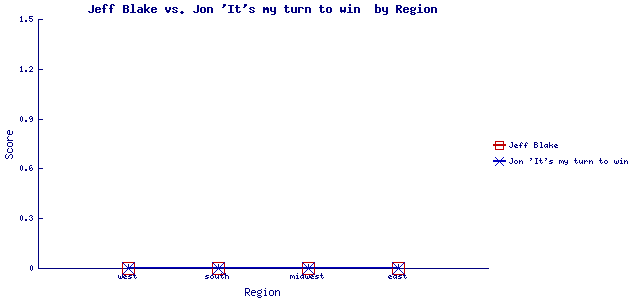 Jeff Blake vs. Jon 'It's my turn to win  by Region
1.5
1.2
0.9
0.6
0.3
0
Score
west south midwest east
Region
Jeff Blake
Jon 'It's my turn to win